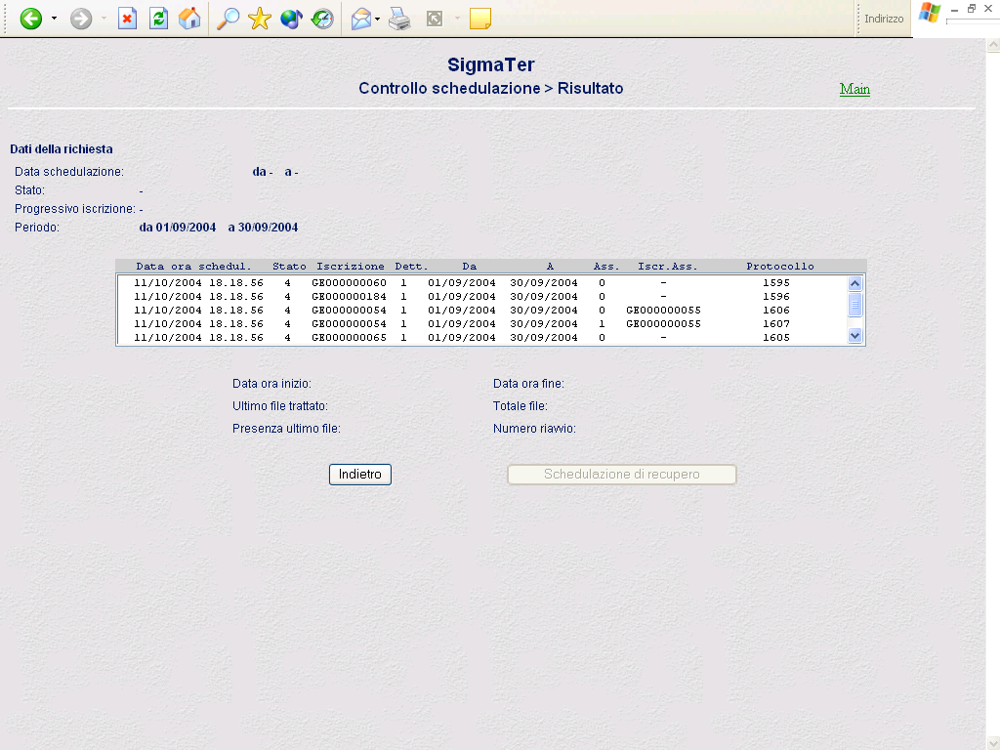 Indirizzo
SigmaTer
Controllo schedulazione > Risultato
Main
Dati della richiesta
Data schedulazione: da - a -
Stato: -
Progressivo iscrizione: -
Periodo: da 01/09/2004 a 30/09/2004
Data ora schedul. Stato Iscrizione Dett. Da A Ass. Iscr.Ass. Protocollo
11/10/2004 18.18.56 4 GE000000060 1 01/09/2004 30/09/2004 0 - 1595
11/10/2004 18.18.56 4 GE000000184 1 01/09/2004 30/09/2004 0 - 1596
11/10/2004 18.18.56 4 GE000000054 1 01/09/2004 30/09/2004 0 GE000000055 1606
11/10/2004 18.18.56 4 GE000000054 1 01/09/2004 30/09/2004 1 GE000000055 1607
11/10/2004 18.18.56 4 GE000000065 1 01/09/2004 30/09/2004 0 - 1605
Data ora inizio: Data ora fine:
Ultimo file trattato: Totale file:
Presenza ultimo file: Numero riavvio:
Indietro Schedulazione di recupero